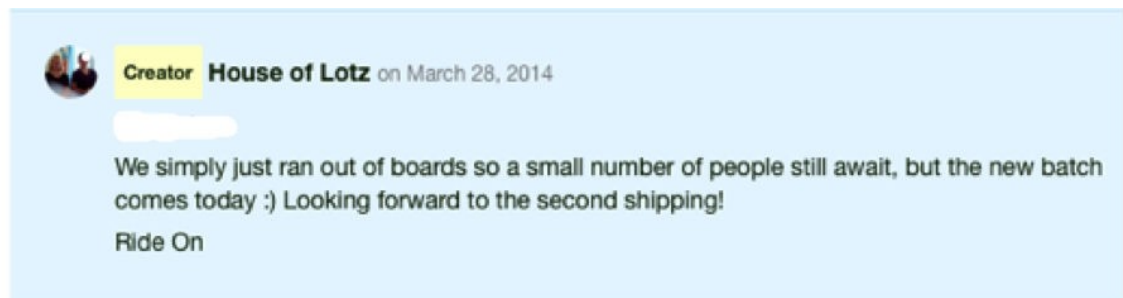 Creator House of Lotz on March 28, 2014
We simply just ran out of boards so a small number of people still await, but the new batch
comes today :) Looking forward to the second shipping!
Ride On